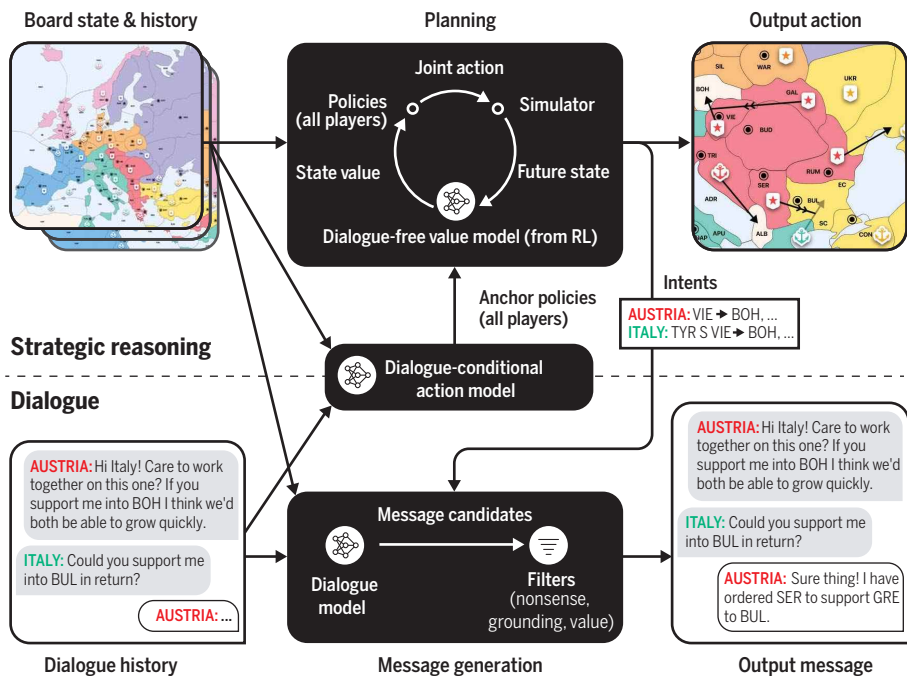 Board state & history
Planning
Output action
Joint action
Policies
(all players)
Simulator
State value
Future state
Dialogue-free value model (from RL)
SIL
WAR
UKR
BOH
GAL
VIE
BUD
TRI
RUM
SER
EC
ADR
BUL
SC
ALB
APU
CON
Anchor policies
(all players)
Intents
AUSTRIA: VIE → BOH, ...
ITALY: TYR S VIE → BOH, ...
Strategic reasoning
Dialogue-conditional
action model
Dialogue
AUSTRIA: Hi Italy! Care to work
together on this one? If you
support me into BOH I think we'd
both be able to grow quickly.
ITALY: Could you support me
into BUL in return?
AUSTRIA: ...
Message candidates
Dialogue
model
Filters
(nonsense,
grounding, value)
AUSTRIA: Hi Italy! Care to work
together on this one? If you
support me into BOH I think we'd
both be able to grow quickly.
ITALY: Could you support me
into BUL in return?
AUSTRIA: Sure thing! I have
ordered SER to support GRE
to BUL.
Dialogue history
Message generation
Output message